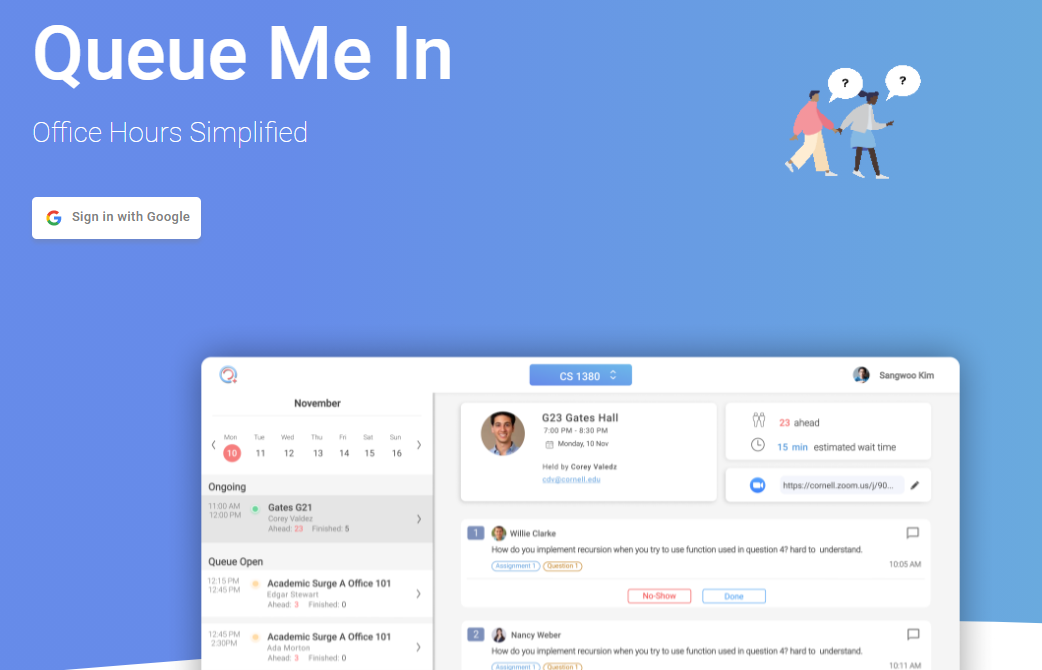 Queue Me In
?
?
Office Hours Simplified
Sign in with Google
CS 1380
Sangwoo Kim
November
Mon Tue Wed Thu Fri Sat Sun
10 11 12 13 14 15 16
Ongoing
11:00 AM
12:00 PM
Gates G21
Corey Valdez
Ahead: 23 Finished: 5
Queue Open
12:15 PM
12:45 PM
Academic Surge A Office 101
Edgar Stewart
Ahead: 3 Finished: 0
12:45 PM
2:30PM
Academic Surge A Office 101
Ada Morton
Ahead: 3 Finished: 0
G23 Gates Hall
7:00 PM - 8:30 PM
Monday, 10 Nov
Held by Corey Valedz
cdv@cornell.edu
23 ahead
15 min estimated wait time
https://cornell.zoom.us/j/90...
1 Willie Clarke
How do you implement recursion when you try to use function used in question 4? hard to understand.
Assignment 1 Question 1
10:05 AM
No-Show Done
2 Nancy Weber
How do you implement recursion when you try to use function used in question 4? hard to understand.
Assignment 1 Question 1
10:11 AM